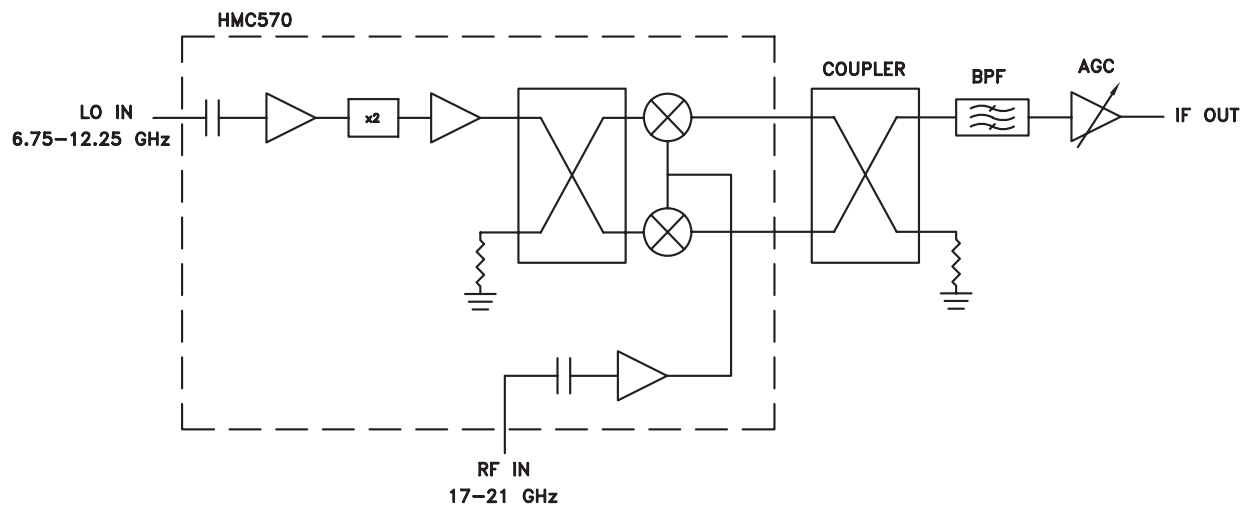 HMC570
COUPLER
BPF
AGC
LO IN
6.75–12.25 GHz
x2
IF OUT
RF IN
17–21 GHz